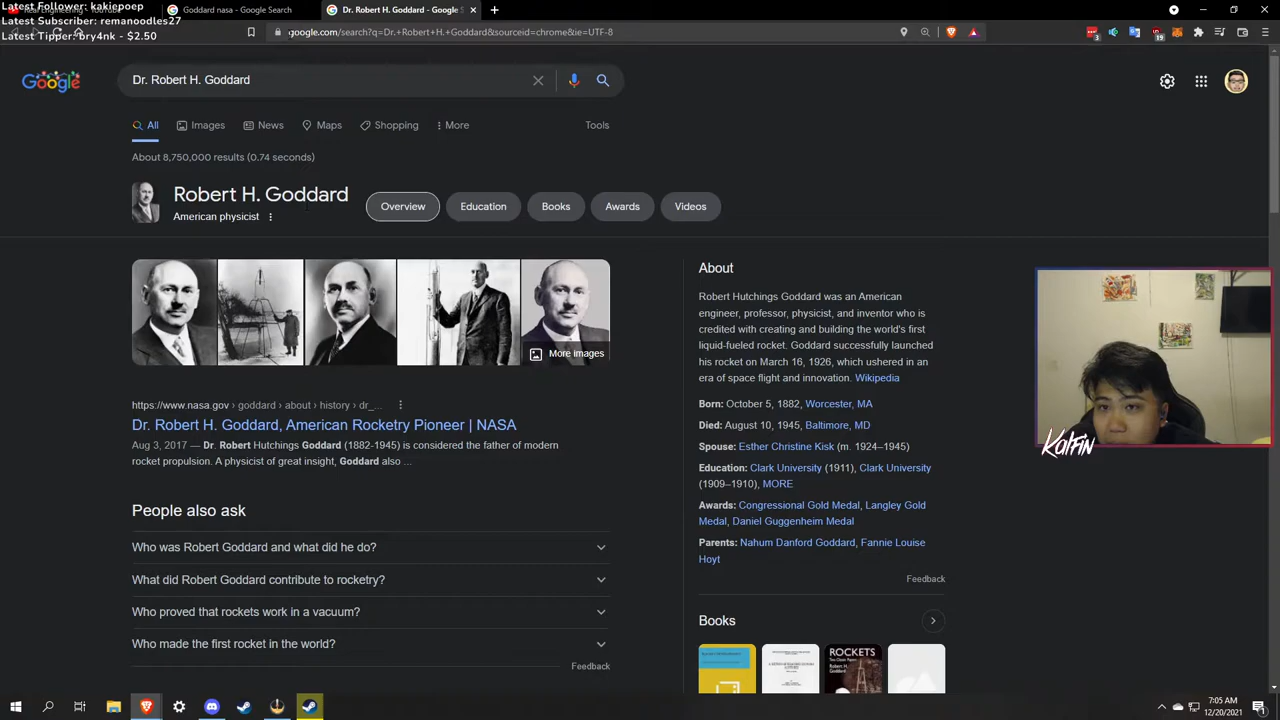 Latest Follower: kakiepoep
Latest Subscriber: remanoodles27
Latest Tipper: bry4nk - $2.50
Real Engineering - YouTube
Goddard nasa - Google Search
Dr. Robert H. Goddard - Google S
google.com/search?q=Dr.+Robert+H.+Goddard&sourceid=chrome&ie=UTF-8
3
19
Google
Dr. Robert H. Goddard
All
Images
News
Maps
Shopping
More
Tools
About 8,750,000 results (0.74 seconds)
Robert H. Goddard
American physicist
Overview
Education
Books
Awards
Videos
More images
https://www.nasa.gov › goddard › about › history › dr_...
Dr. Robert H. Goddard, American Rocketry Pioneer | NASA
Aug 3, 2017 — Dr. Robert Hutchings Goddard (1882-1945) is considered the father of modern
rocket propulsion. A physicist of great insight, Goddard also ...
People also ask
Who was Robert Goddard and what did he do?
What did Robert Goddard contribute to rocketry?
Who proved that rockets work in a vacuum?
Who made the first rocket in the world?
Feedback
About
Robert Hutchings Goddard was an American
engineer, professor, physicist, and inventor who is
credited with creating and building the world's first
liquid-fueled rocket. Goddard successfully launched
his rocket on March 16, 1926, which ushered in an
era of space flight and innovation. Wikipedia
Born: October 5, 1882, Worcester, MA
Died: August 10, 1945, Baltimore, MD
Spouse: Esther Christine Kisk (m. 1924–1945)
Education: Clark University (1911), Clark University
(1909–1910), MORE
Awards: Congressional Gold Medal, Langley Gold
Medal, Daniel Guggenheim Medal
Parents: Nahum Danford Goddard, Fannie Louise
Hoyt
Feedback
Books
ROCKETS
Robert H.
Goddard
Kalfin
7:05 AM
12/20/2021
1